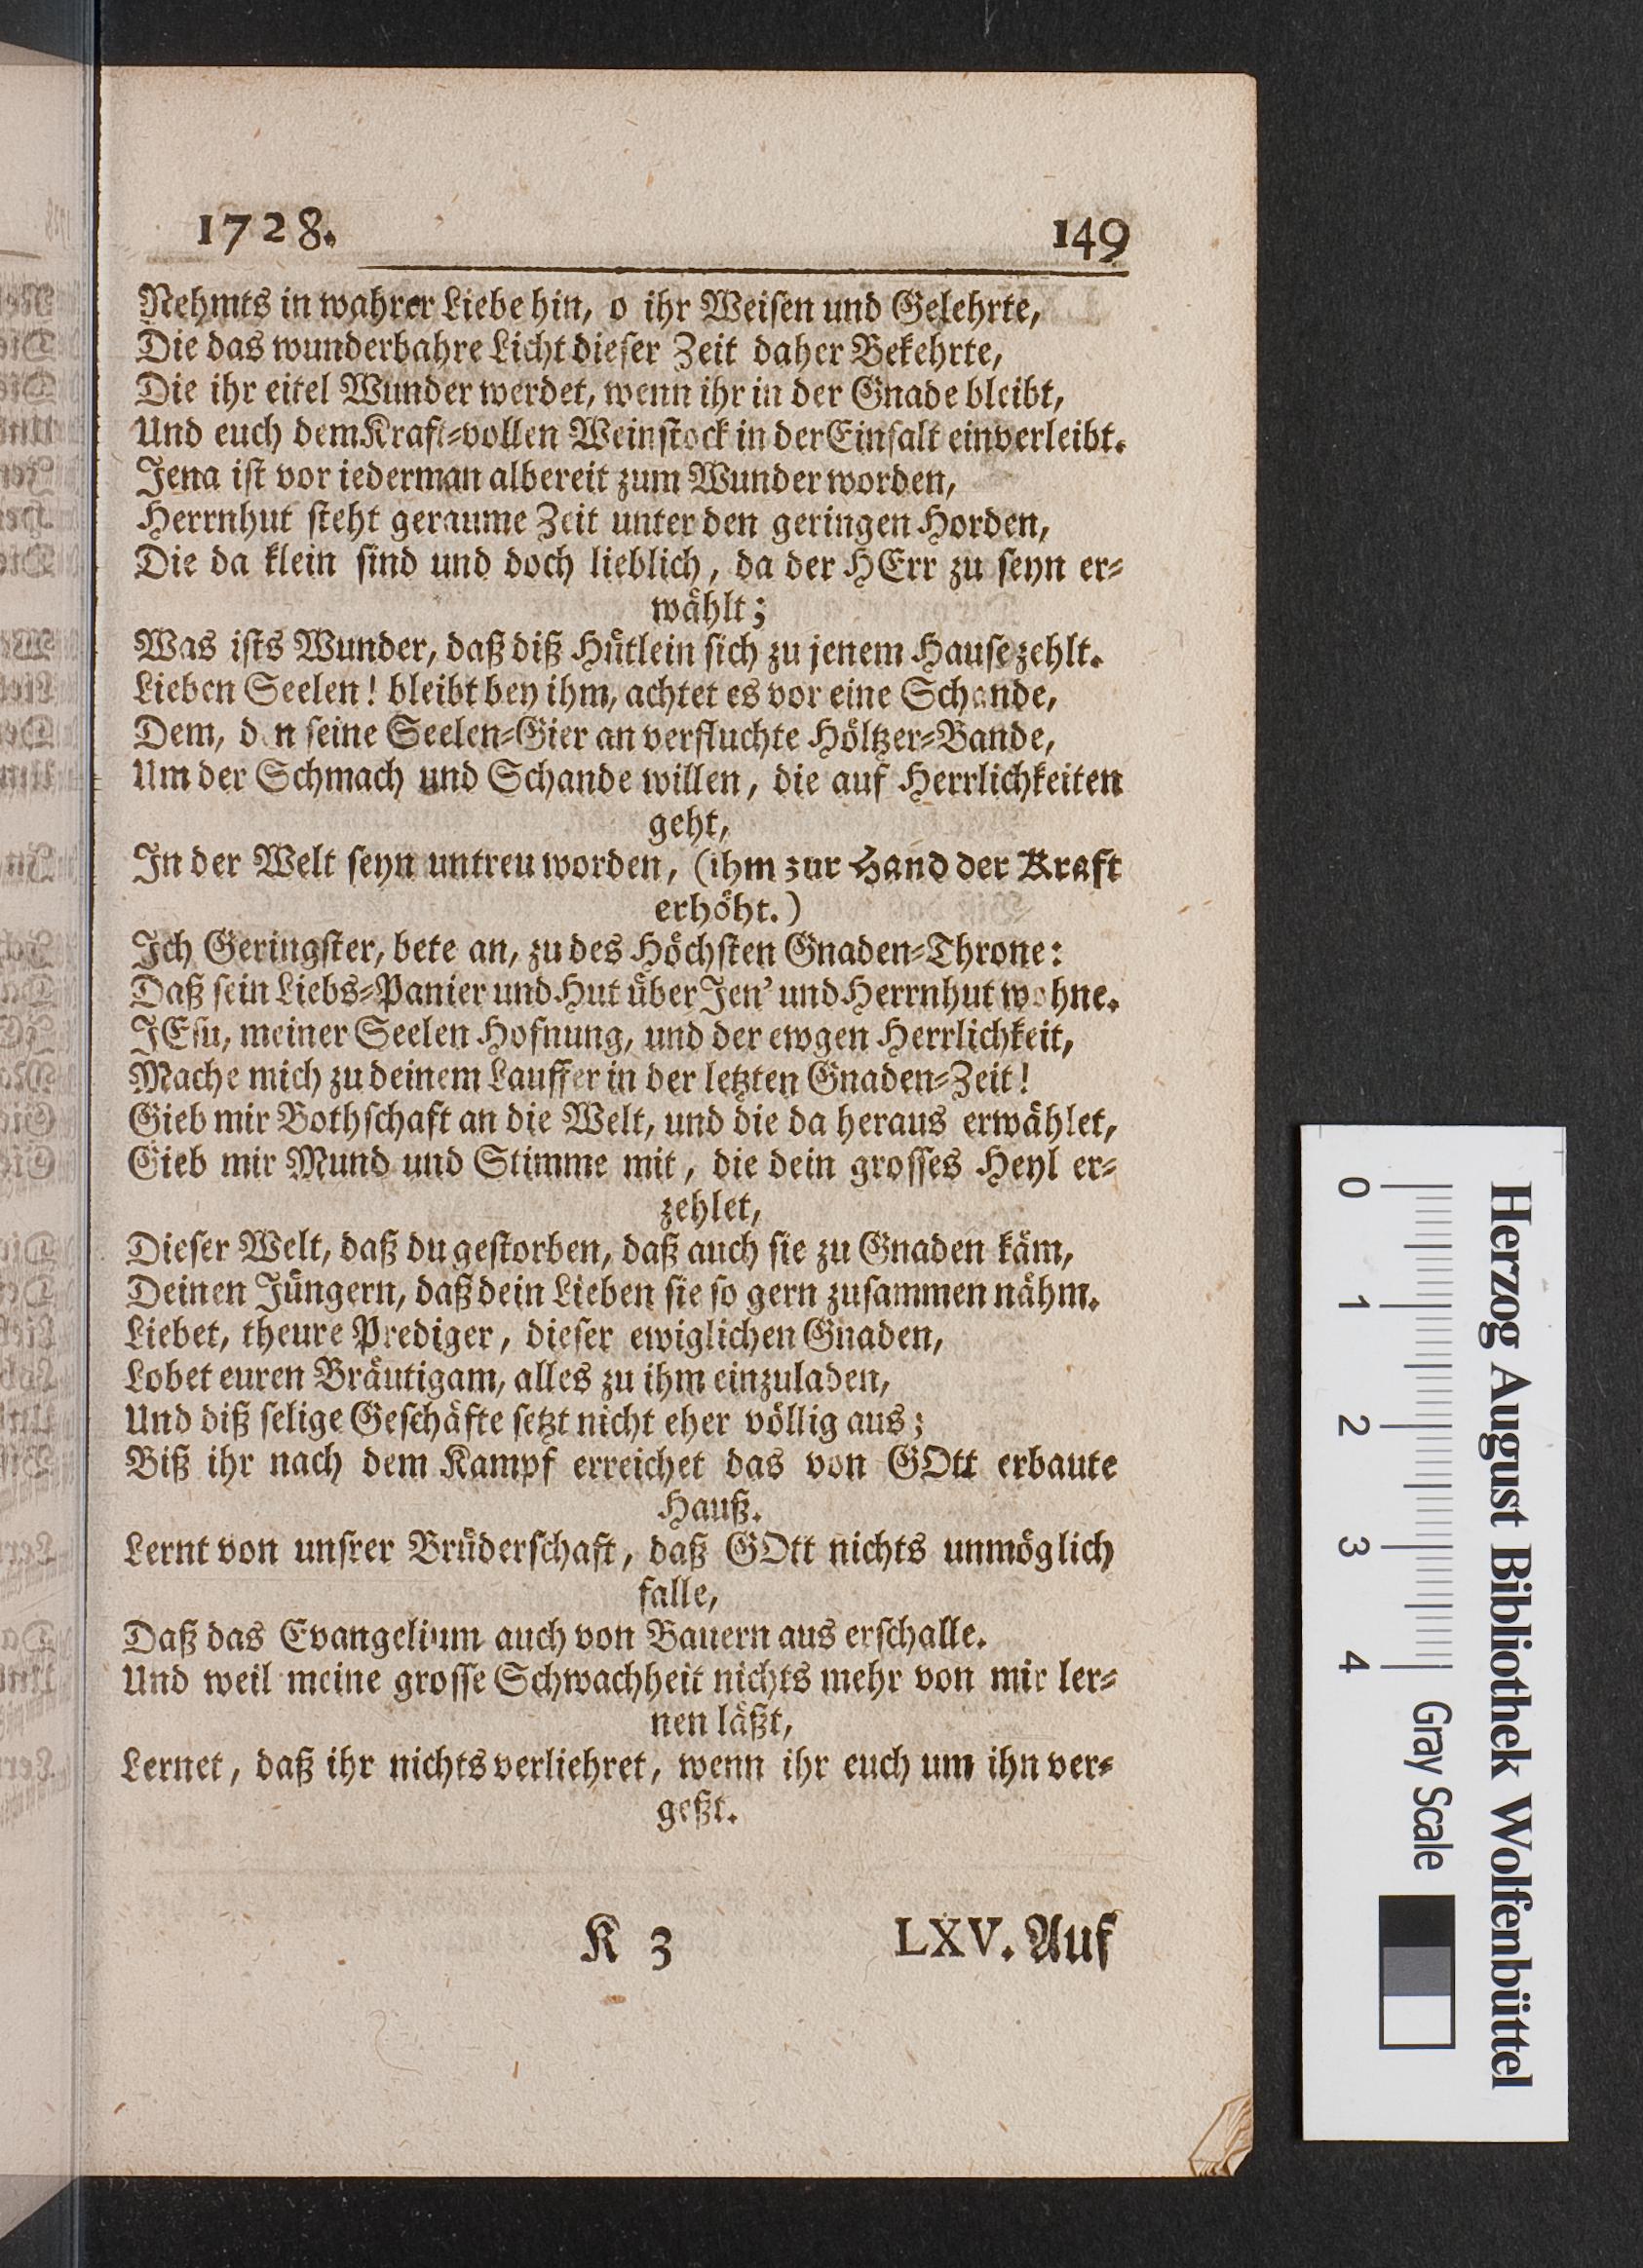 1728. 149
Nehmts in wahrer Liebe hin, o ihr Weisen und Gelehrte,
Die das wunderbahre Licht dieser Zeit daher Bekehrte,
Die ihr eitel Wunder werdet, wenn ihr in der Gnade bleibt,
Und euch dem Kraft-vollen Weinstock in der Einfalt einverleibt.
Jena ist vor iederman albereit zum Wunder worden,
Herrnhut steht geraume Zeit unter den geringen Horden,
Die da klein sind und doch lieblich, da der HErr zu seyn er-
wählt;
Was ists Wunder, daß diß Hütlein sich zu jenem Hause zehlt.
Lieben Seelen! bleibt bey ihm, achtet es vor eine Schande,
Dem, den seine Seelen-Gier an verfluchte Höltzer-Bande,
Um der Schmach und Schande willen, die auf Herrlichkeiten
geht,
In der Welt seyn untreu worden, (ihm zur Hand der Kraft
erhöht.)
Ich Geringster, bete an, zu des Höchsten Gnaden-Throne:
Daß sein Liebs-Panier und Hut über Jen' und Herrnhut wohne.
JEsu, meiner Seelen Hofnung, und der ewgen Herrlichkeit,
Mache mich zu deinem Lauffer in der letzten Gnaden-Zeit!
Gieb mir Bothschaft an die Welt, und die da heraus erwählet,
Gieb mir Mund und Stimme mit, die dein grosses Heyl er-
zehlet,
Dieser Welt, daß du gestorben, daß auch sie zu Gnaden käm,
Deinen Jüngern, daß dein Lieben sie so gern zusammen nähm.
Liebet, theure Prediger, dieser ewiglichen Gnaden,
Lobet euren Bräutigam, alles zu ihm einzuladen,
Und diß selige Geschäfte setzt nicht eher völlig aus;
Biß ihr nach dem Kampf erreichet das von GOtt erbaute
Hauß.
Lernt von unsrer Brüderschaft, daß GOtt nichts unmöglich
falle,
Daß das Evangelium auch von Bauern aus erschalle.
Und weil meine grosse Schwachheit nichts mehr von mir ler-
nen läßt,
Lernet, daß ihr nichts verliehret, wenn ihr euch um ihn ver-
geßt.
K 3 LXV. Auf
Herzog August Bibliothek Wolfenbüttel
0 1 2 3 4 Gray Scale